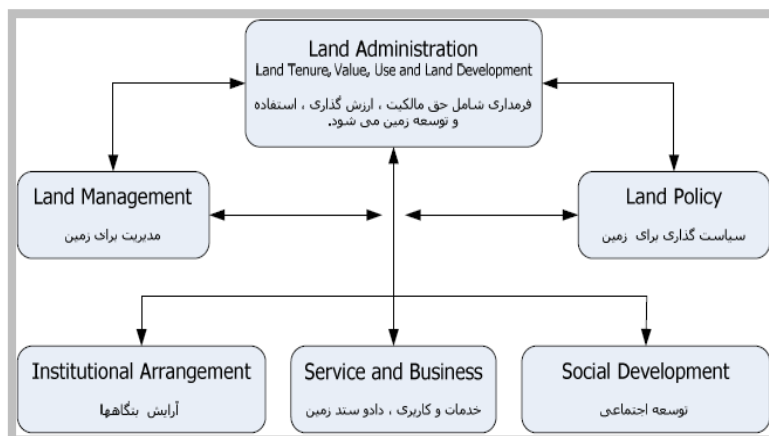 Land Administration
Land Tenure, Value, Use and Land Development
فرمداری شامل حق مالکیت ، ارزش گذاری ، استفاده
و توسعه زمین می شود.
Land Management
مدیریت برای زمین
Land Policy
سیاست گذاری برای زمین
Institutional Arrangement
آرایش بنگاهها
Service and Business
خدمات و کاربری ، دادو ستد زمین
Social Development
توسعه اجتماعی